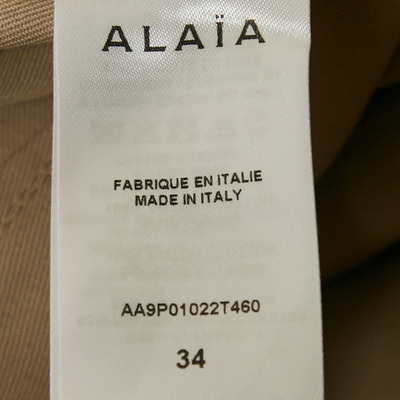 ALAÏA
FABRIQUE EN ITALIE
MADE IN ITALY
AA9P01022T460
34